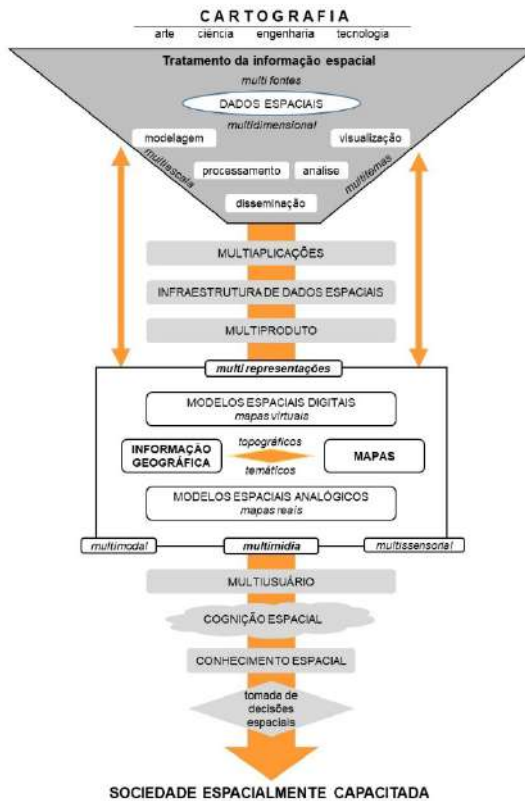 CARTOGRAFIA
arte ciência engenharia tecnologia
Tratamento da informação espacial
multi fontes
DADOS ESPACIAIS
multidimensional
modelagem
visualização
multiescala
multitemas
processamento
análise
disseminação
MULTIAPLICAÇÕES
INFRAESTRUTURA DE DADOS ESPACIAIS
MULTIPRODUTO
multi representações
MODELOS ESPACIAIS DIGITAIS
mapas virtuais
INFORMAÇÃO
GEOGRÁFICA
topográficos
temáticos
MAPAS
MODELOS ESPACIAIS ANALÓGICOS
mapas reais
multimodal
multimídia
multissensorial
MULTIUSUÁRIO
COGNIÇÃO ESPACIAL
CONHECIMENTO ESPACIAL
tomada de
decisões
espaciais
SOCIEDADE ESPACIALMENTE CAPACITADA